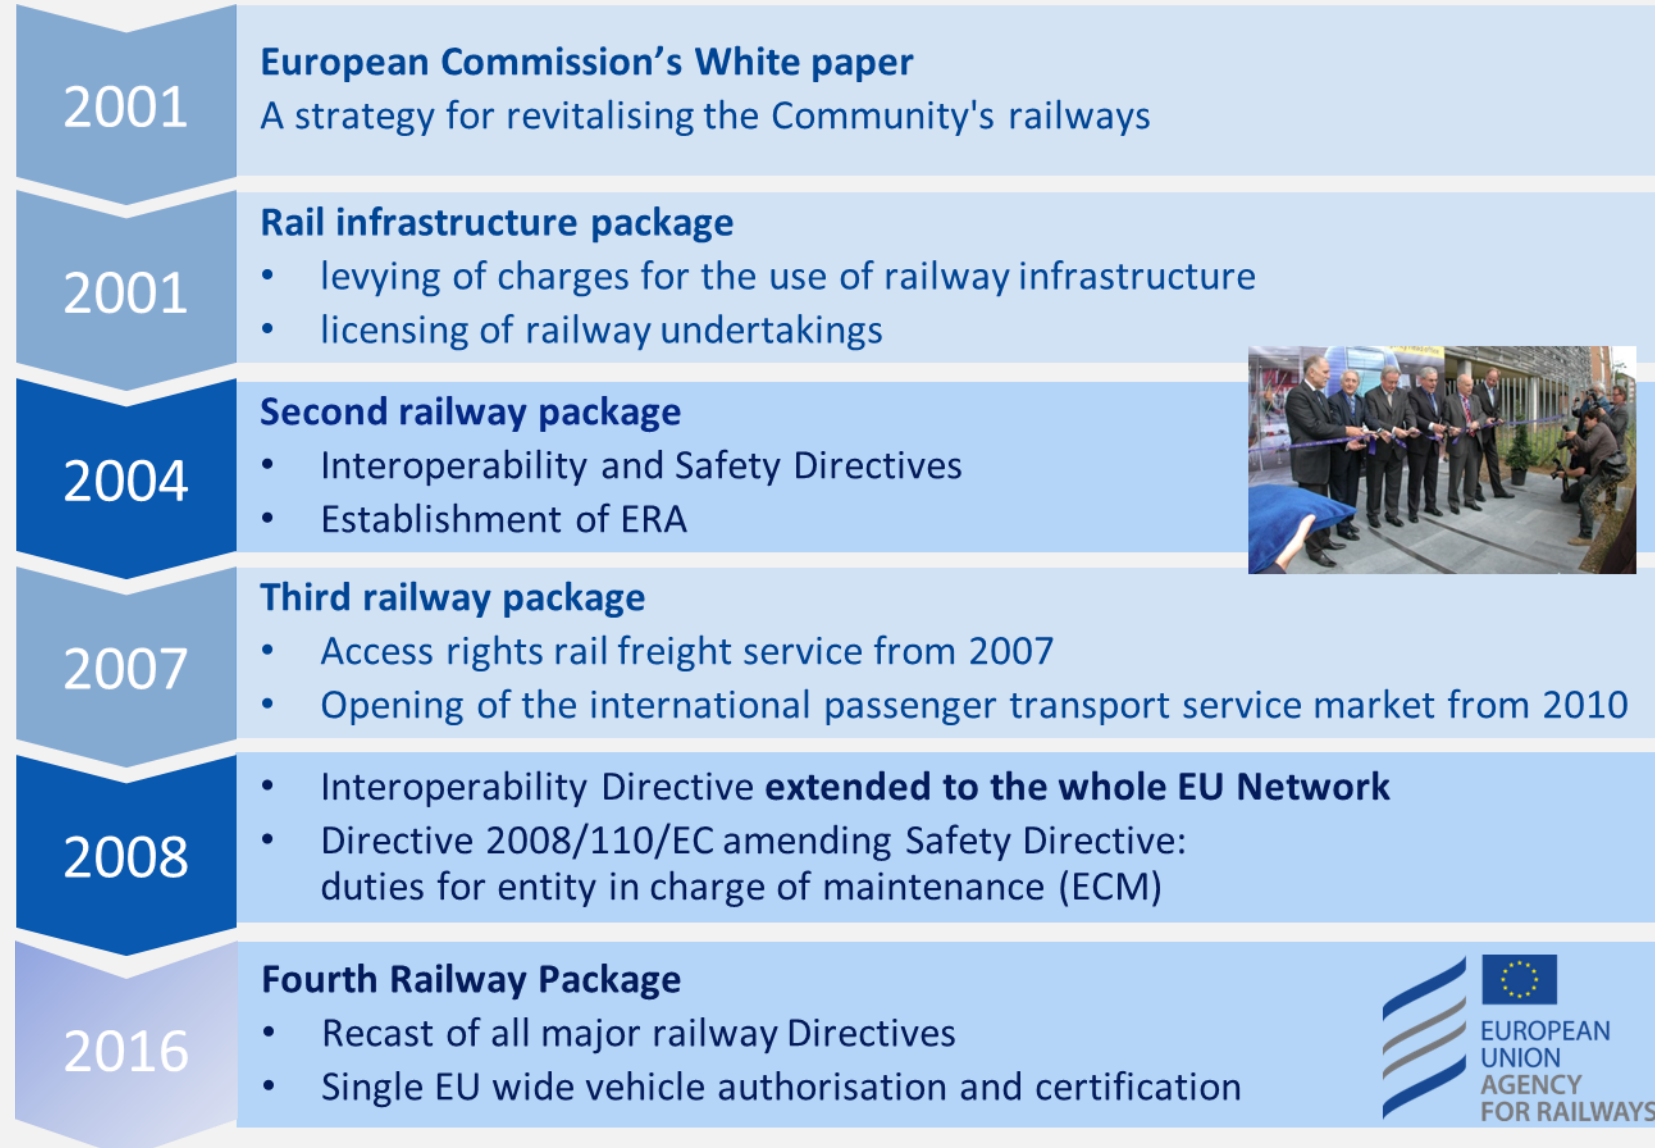 2001
European Commission’s White paper
A strategy for revitalising the Community's railways
2001
Rail infrastructure package
• levying of charges for the use of railway infrastructure
• licensing of railway undertakings
2004
Second railway package
• Interoperability and Safety Directives
• Establishment of ERA
2007
Third railway package
• Access rights rail freight service from 2007
• Opening of the international passenger transport service market from 2010
2008
• Interoperability Directive extended to the whole EU Network
• Directive 2008/110/EC amending Safety Directive:
duties for entity in charge of maintenance (ECM)
2016
Fourth Railway Package
• Recast of all major railway Directives
• Single EU wide vehicle authorisation and certification
EUROPEAN
UNION
AGENCY
FOR RAILWAYS